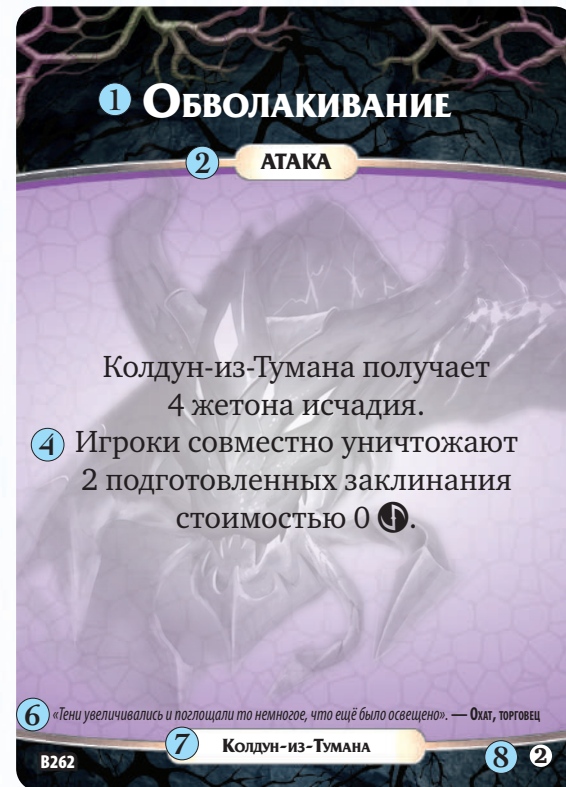 1 Обволакивание
2 АТАКА
Колдун-из-Тумана получает
4 жетона исчадия.
4 Игроки совместно уничтожают
2 подготовленных заклинания
стоимостью 0 .
6 «Тени увеличивались и поглощали то немногое, что ещё было освещено». — Охат, торговец
7 Колдун-из-Тумана
B262 8 2